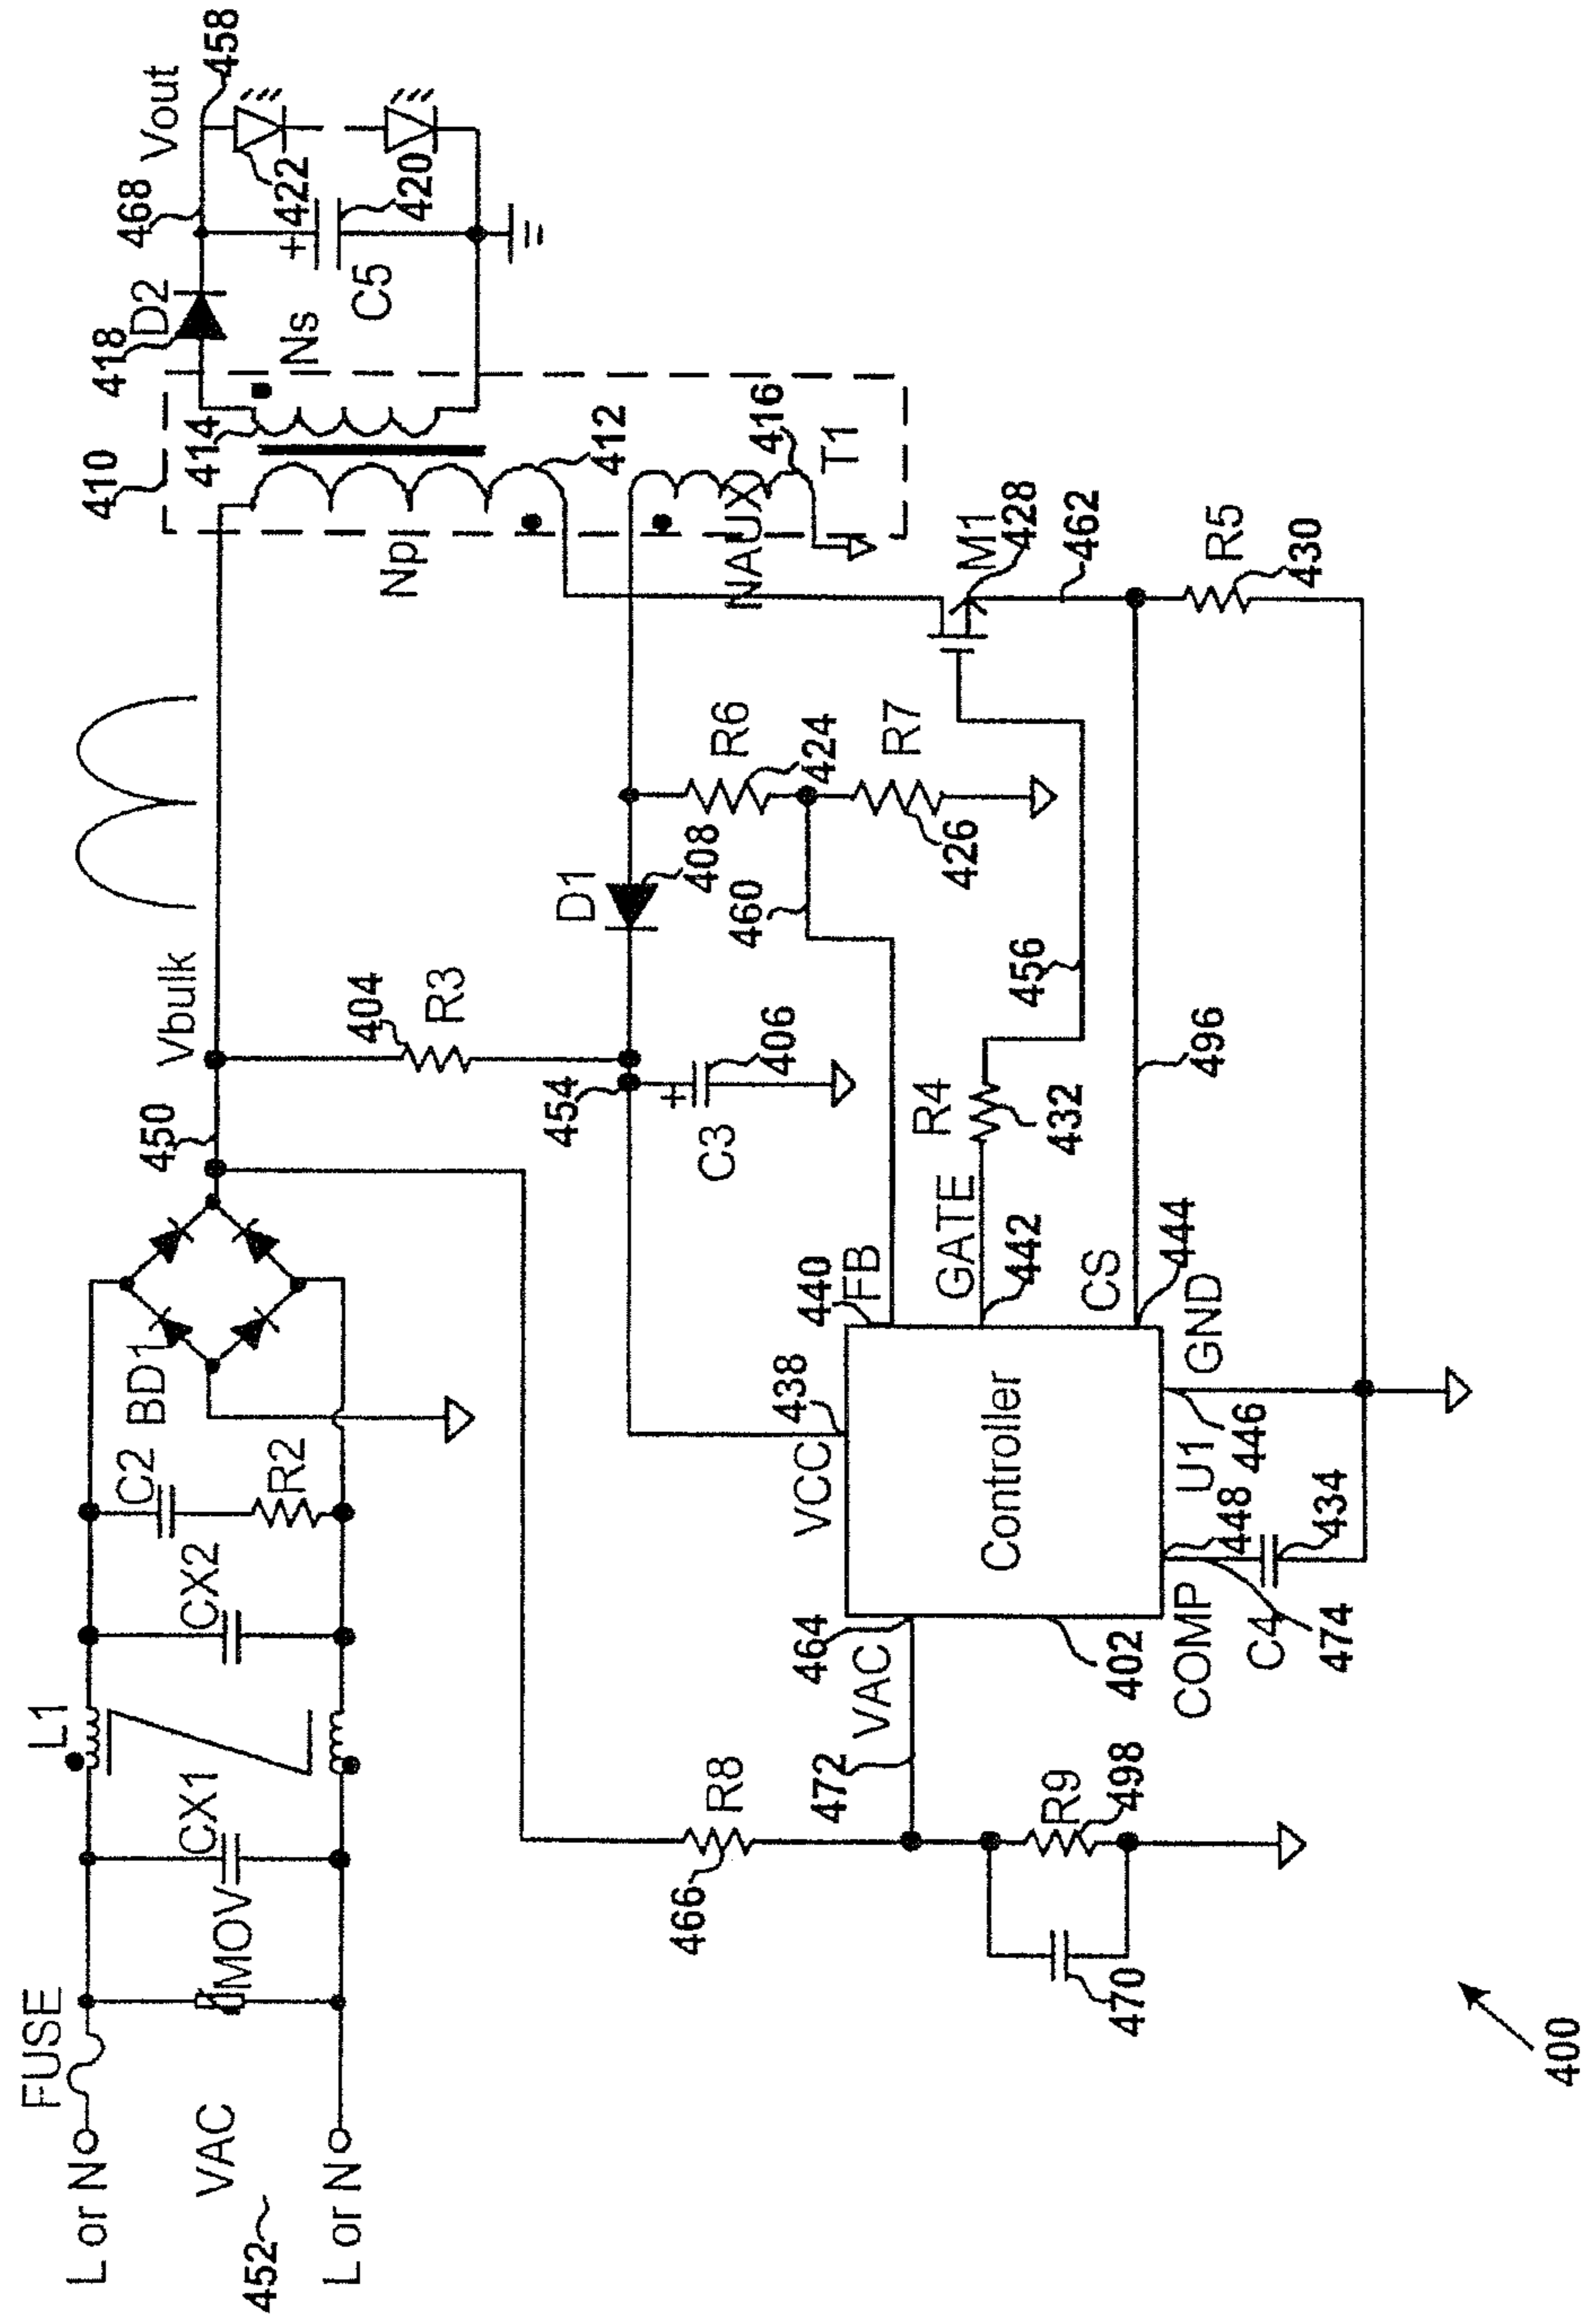 L or N
FUSE
VAC
452
L or N
MOV
CX1
L1
CX2
C2
R2
BD1
450
Vbulk
404
R3
454
C3
406
D1
408
460
R6
424
R7
426
Np
410
414
412
NAUX
416
T1
Ns
418
D2
468
Vout
458
422
C5
420
+
+
M1
428
462
R5
430
456
496
R4
432
GATE
442
FB
440
CS
444
GND
446
U1
VCC
438
Controller
464
VAC
402
COMP
448
C4
434
474
472
R8
466
R9
498
470
400